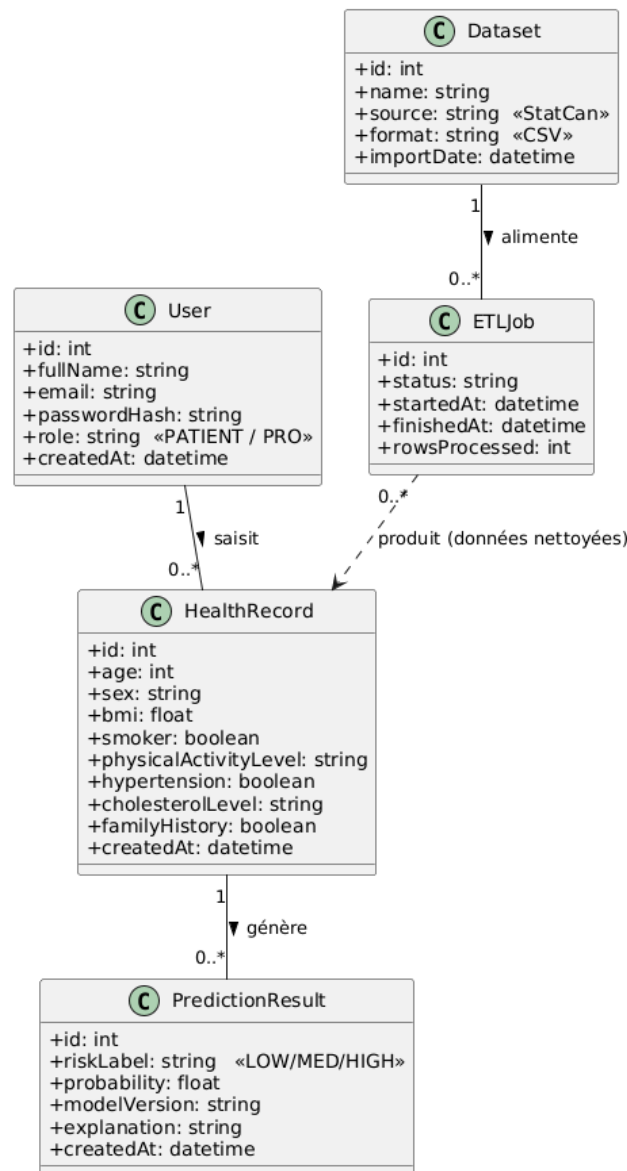 C Dataset
+id: int
+name: string
+source: string «StatCan»
+format: string «CSV»
+importDate: datetime
1
alimente
0..*
C User
+id: int
+fullName: string
+email: string
+passwordHash: string
+role: string «PATIENT / PRO»
+createdAt: datetime
C ETLJob
+id: int
+status: string
+startedAt: datetime
+finishedAt: datetime
+rowsProcessed: int
1
saisit
0..*
0..*
produit (données nettoyées)
C HealthRecord
+id: int
+age: int
+sex: string
+bmi: float
+smoker: boolean
+physicalActivityLevel: string
+hypertension: boolean
+cholesterolLevel: string
+familyHistory: boolean
+createdAt: datetime
1
génère
0..*
C PredictionResult
+id: int
+riskLabel: string «LOW/MED/HIGH»
+probability: float
+modelVersion: string
+explanation: string
+createdAt: datetime